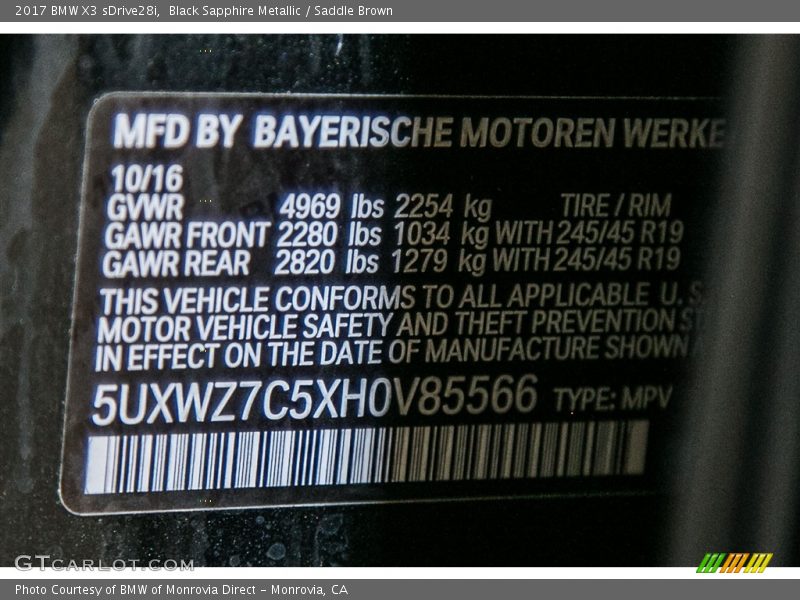 2017 BMW X3 sDrive28i,  Black Sapphire Metallic / Saddle Brown
MFD BY BAYERISCHE MOTOREN WERKE
10/16
GVWR 4969 lbs 2254 kg TIRE / RIM
GAWR FRONT 2280 lbs 1034 kg WITH 245/45 R19
GAWR REAR 2820 lbs 1279 kg WITH 245/45 R19
THIS VEHICLE CONFORMS TO ALL APPLICABLE U. S.
MOTOR VEHICLE SAFETY AND THEFT PREVENTION
IN EFFECT ON THE DATE OF MANUFACTURE SHOWN
5UXWZ7C5XH0V85566 TYPE: MPV
GTCARLOT.COM
Photo Courtesy of BMW of Monrovia Direct - Monrovia, CA